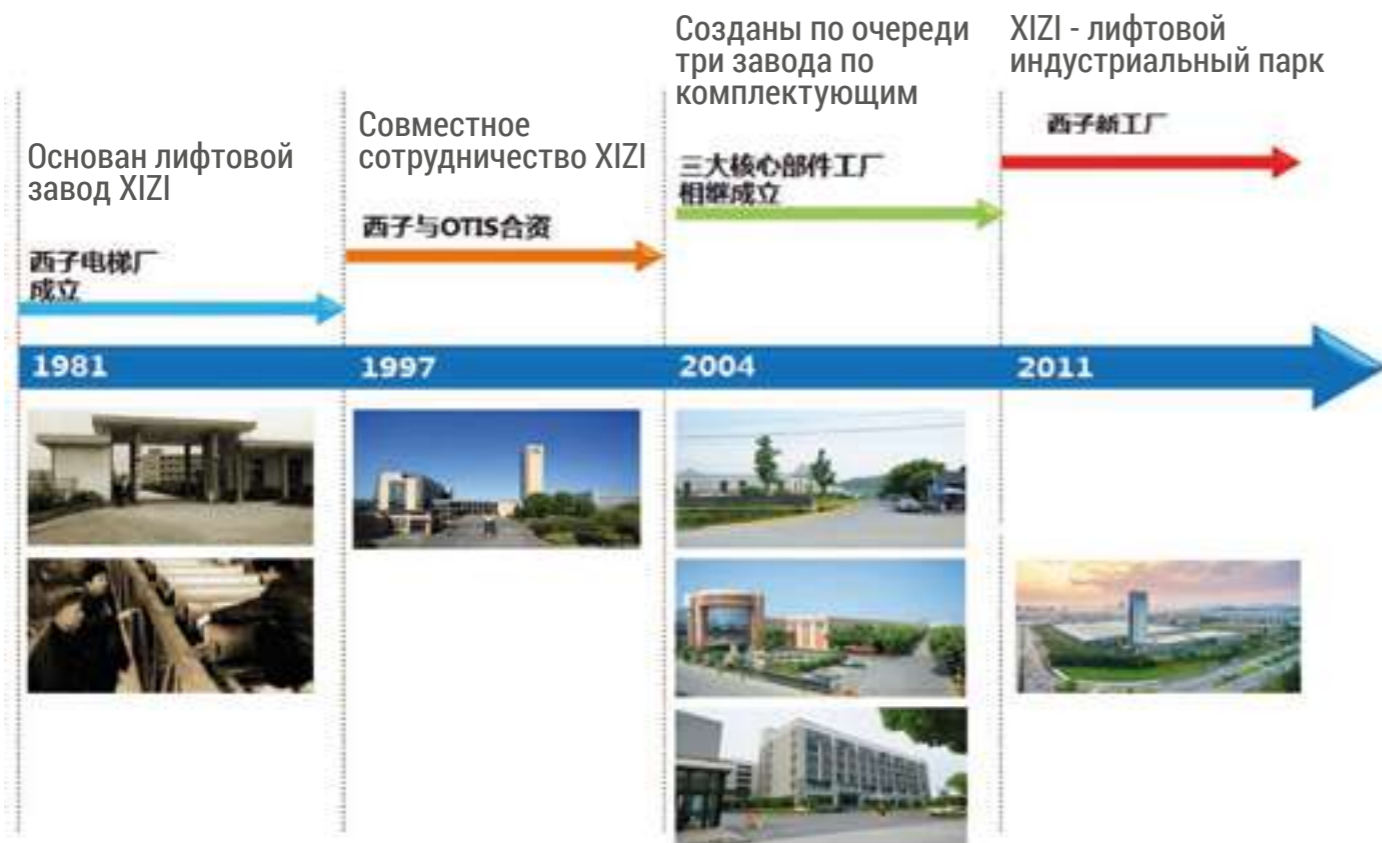 Основан лифтовой
завод XIZI
西子电梯厂
成立
1981
Совместное
сотрудничество XIZI
西子与OTIS合资
1997
Созданы по очереди
три завода по
комплектующим
三大核心部件工厂
相继成立
2004
XIZI - лифтовой
индустриальный парк
西子新工厂
2011